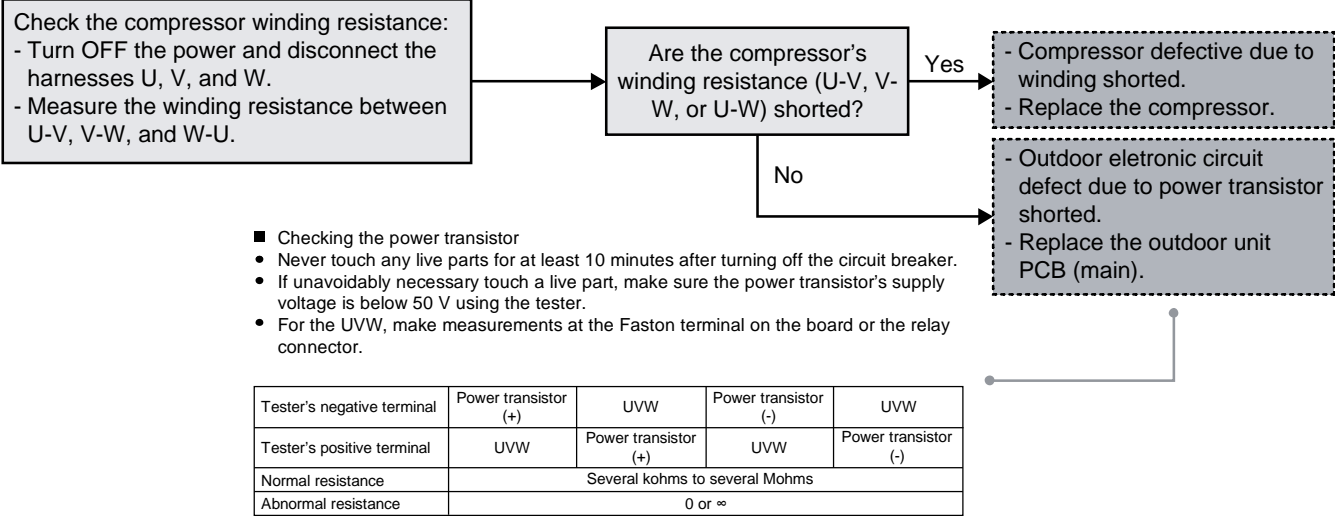 Check the compressor winding resistance:
- Turn OFF the power and disconnect the
harnesses U, V, and W.
- Measure the winding resistance between
U-V, V-W, and W-U.
Are the compressor's
winding resistance (U-V, V-
W, or U-W) shorted?
Yes
- Compressor defective due to
winding shorted.
- Replace the compressor.
No
- Outdoor eletronic circuit
defect due to power transistor
shorted.
- Replace the outdoor unit
PCB (main).
■ Checking the power transistor
• Never touch any live parts for at least 10 minutes after turning off the circuit breaker.
• If unavoidably necessary touch a live part, make sure the power transistor's supply
voltage is below 50 V using the tester.
• For the UVW, make measurements at the Faston terminal on the board or the relay
connector.
Tester's negative terminal
Power transistor
(+)
UVW
Power transistor
(-)
UVW
Tester's positive terminal
UVW
Power transistor
(+)
UVW
Power transistor
(-)
Normal resistance
Several kohms to several Mohms
Abnormal resistance
0 or ∞